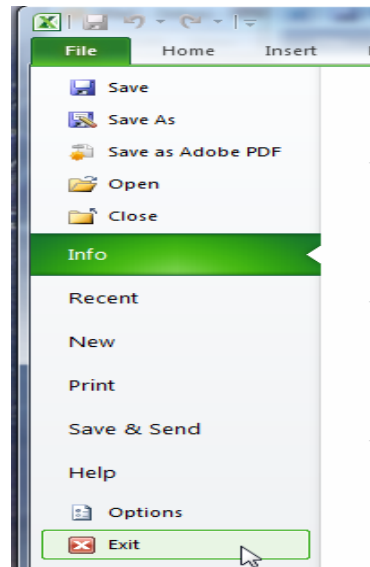 File Home Insert
Save
Save As
Save as Adobe PDF
Open
Close
Info
Recent
New
Print
Save & Send
Help
Options
Exit